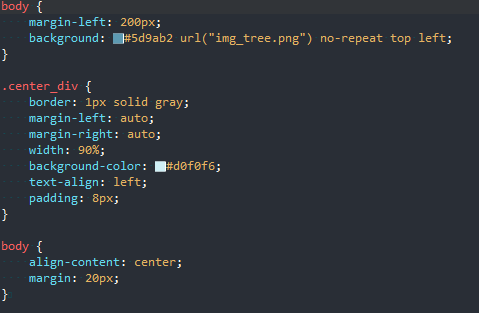 body {
    margin-left: 200px;
    background: #5d9ab2 url("img_tree.png") no-repeat top left;
}

.center_div {
    border: 1px solid gray;
    margin-left: auto;
    margin-right: auto;
    width: 90%;
    background-color: #d0f0f6;
    text-align: left;
    padding: 8px;
}

body {
    align-content: center;
    margin: 20px;
}